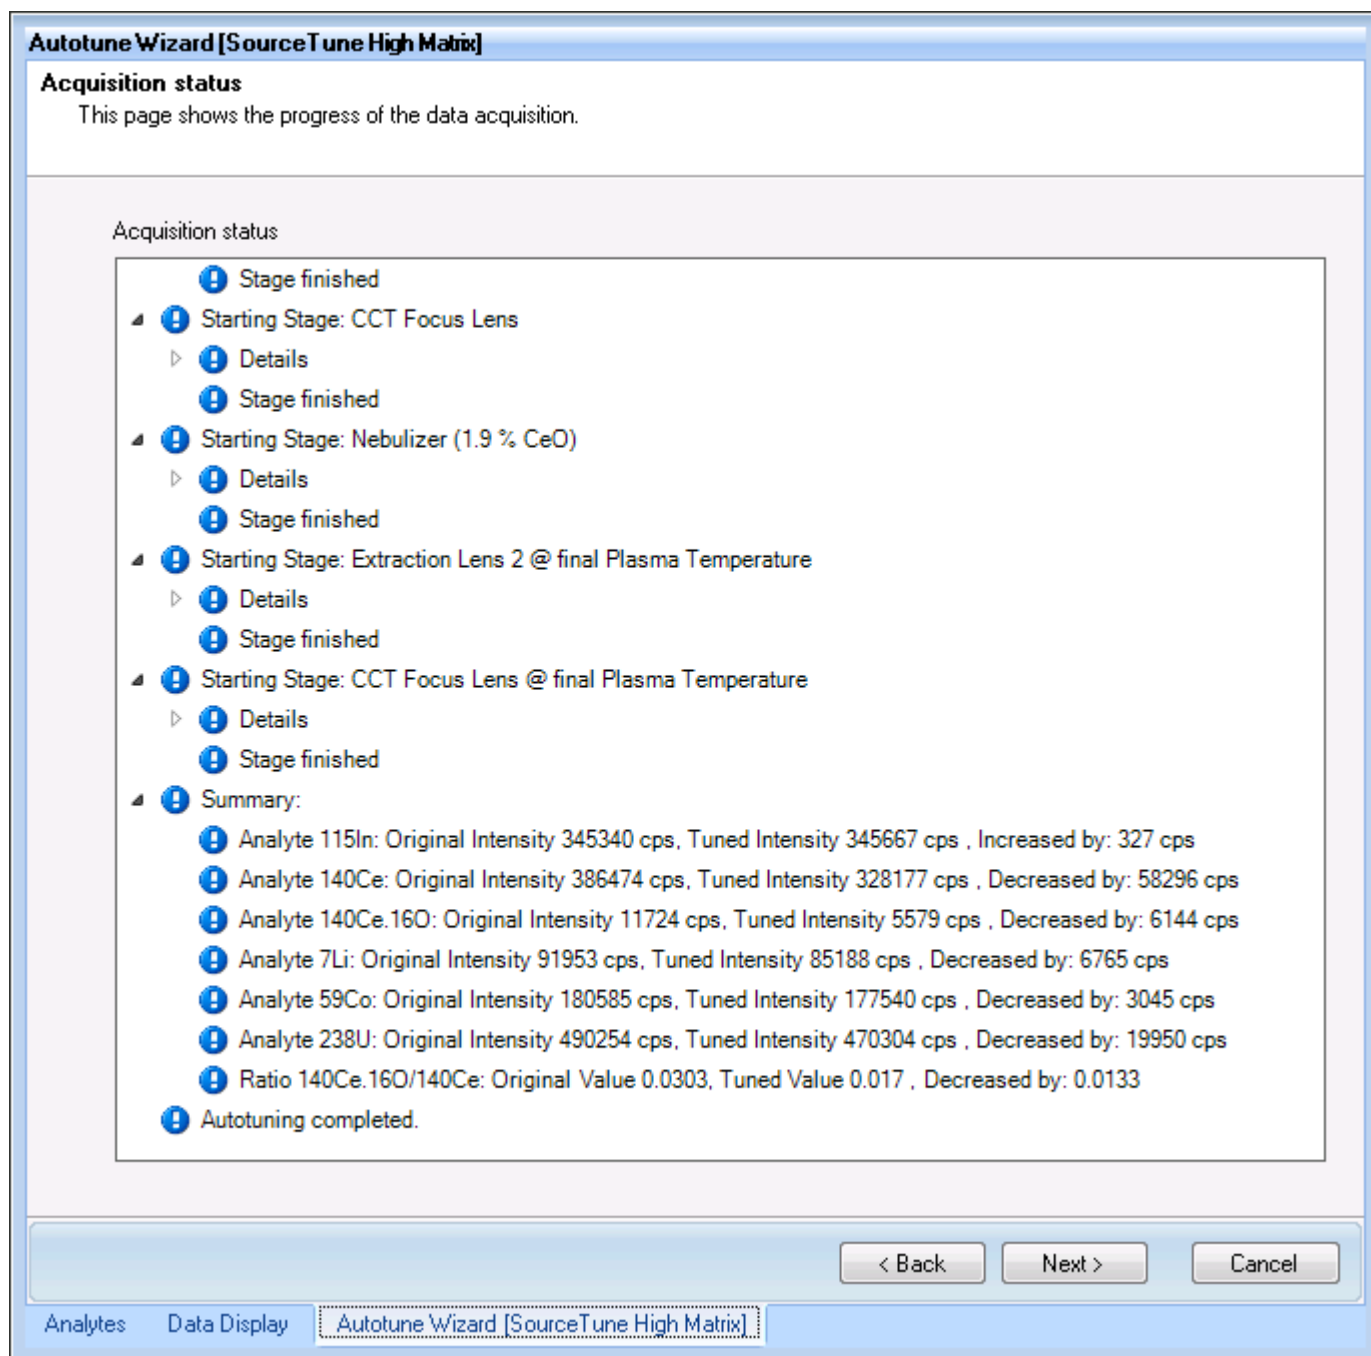 Autotune Wizard [SourceTune High Matrix]
Acquisition status
This page shows the progress of the data acquisition.
Acquisition status
Stage finished
Starting Stage: CCT Focus Lens
Details
Stage finished
Starting Stage: Nebulizer (1.9 % CeO)
Details
Stage finished
Starting Stage: Extraction Lens 2 @ final Plasma Temperature
Details
Stage finished
Starting Stage: CCT Focus Lens @ final Plasma Temperature
Details
Stage finished
Summary:
Analyte 115In: Original Intensity 345340 cps, Tuned Intensity 345667 cps , Increased by: 327 cps
Analyte 140Ce: Original Intensity 386474 cps, Tuned Intensity 328177 cps , Decreased by: 58296 cps
Analyte 140Ce.16O: Original Intensity 11724 cps, Tuned Intensity 5579 cps , Decreased by: 6144 cps
Analyte 7Li: Original Intensity 91953 cps, Tuned Intensity 85188 cps , Decreased by: 6765 cps
Analyte 59Co: Original Intensity 180585 cps, Tuned Intensity 177540 cps , Decreased by: 3045 cps
Analyte 238U: Original Intensity 490254 cps, Tuned Intensity 470304 cps , Decreased by: 19950 cps
Ratio 140Ce.16O/140Ce: Original Value 0.0303, Tuned Value 0.017 , Decreased by: 0.0133
Autotuning completed.
< Back Next > Cancel
Analytes Data Display Autotune Wizard [SourceTune High Matrix]